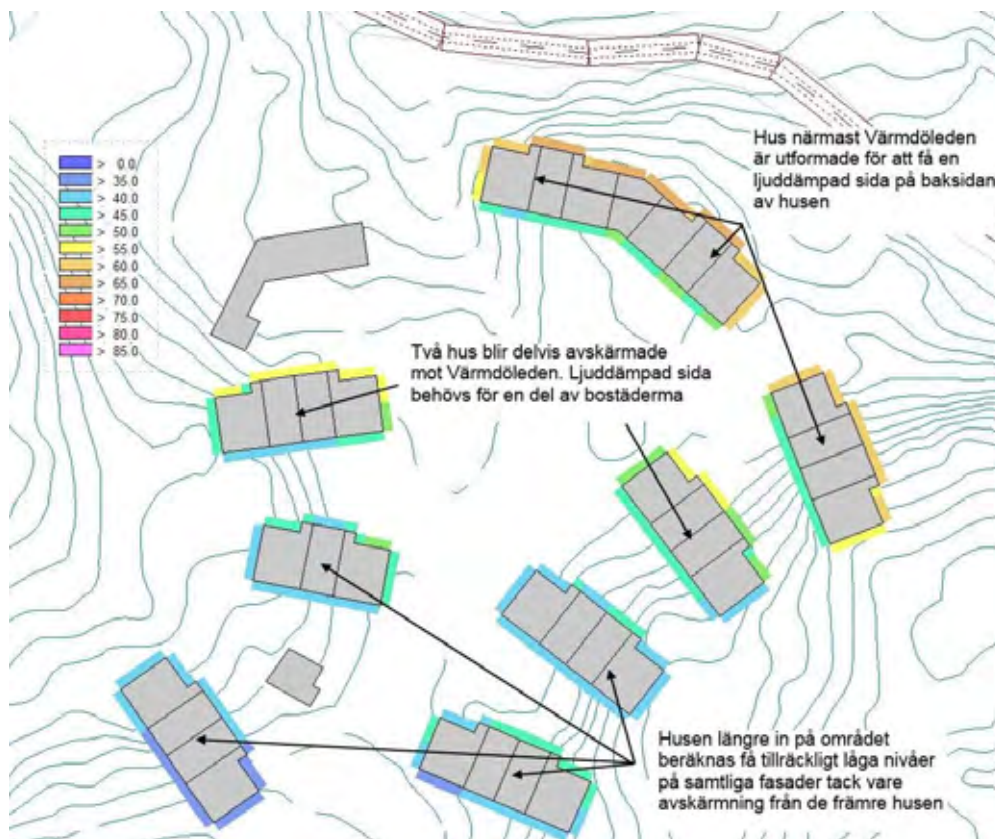 Hus närmast Värmdöleden
är utformade för att få en
ljuddämpad sida på baksidan
av husen
> 0.0
> 35.0
> 40.0
> 45.0
> 50.0
> 55.0
> 60.0
> 65.0
> 70.0
> 75.0
> 80.0
> 85.0
Två hus blir delvis avskärmade
mot Värmdöleden. Ljuddämpad sida
behövs för en del av bostäderna
Husen längre in på området
beräknas få tillräckligt låga nivåer
på samtliga fasader tack vare
avskärmning från de främre husen